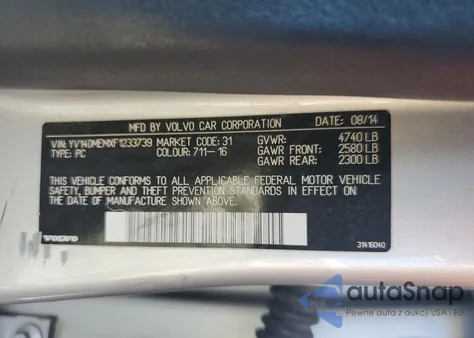 MFD BY VOLVO CAR CORPORATION DATE: 08/14
VIN: YV140MEMXF1233739 MARKET CODE: 31 GVWR: 4740 LB
TYPE: PC COLOUR: 711-16 GAWR FRONT: 2580 LB
GAWR REAR: 2300 LB
THIS VEHICLE CONFORMS TO ALL APPLICABLE FEDERAL MOTOR VEHICLE
SAFETY, BUMPER AND THEFT PREVENTION STANDARDS IN EFFECT ON
THE DATE OF MANUFACTURE SHOWN ABOVE.
VOLVO
31416040
autoSnap
Pewne auta z aukcji USA i EU